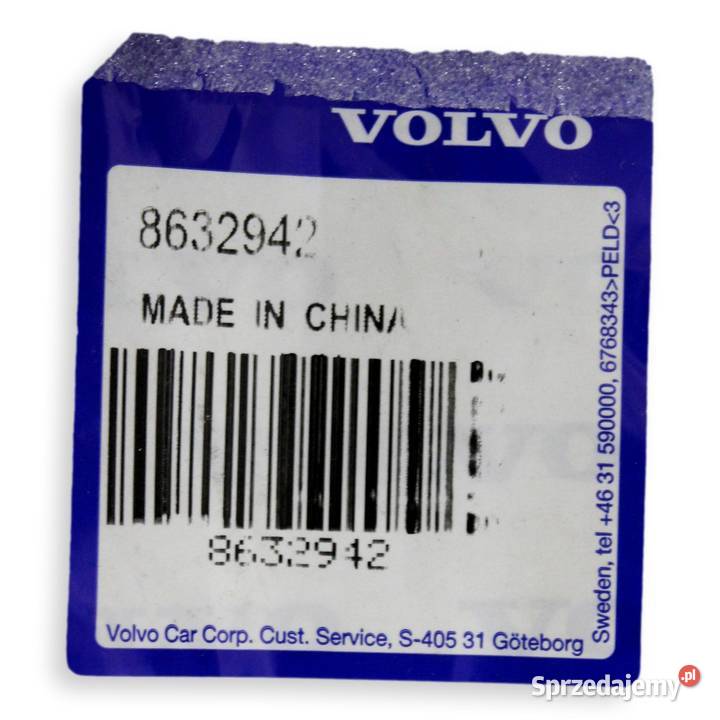 VOLVO
8632942
MADE IN CHINA
8632942
Volvo Car Corp. Cust. Service, S-405 31 Göteborg
Sweden, tel +46 31 590000, 6768343>PELD<3
Sprzedajemy.pl